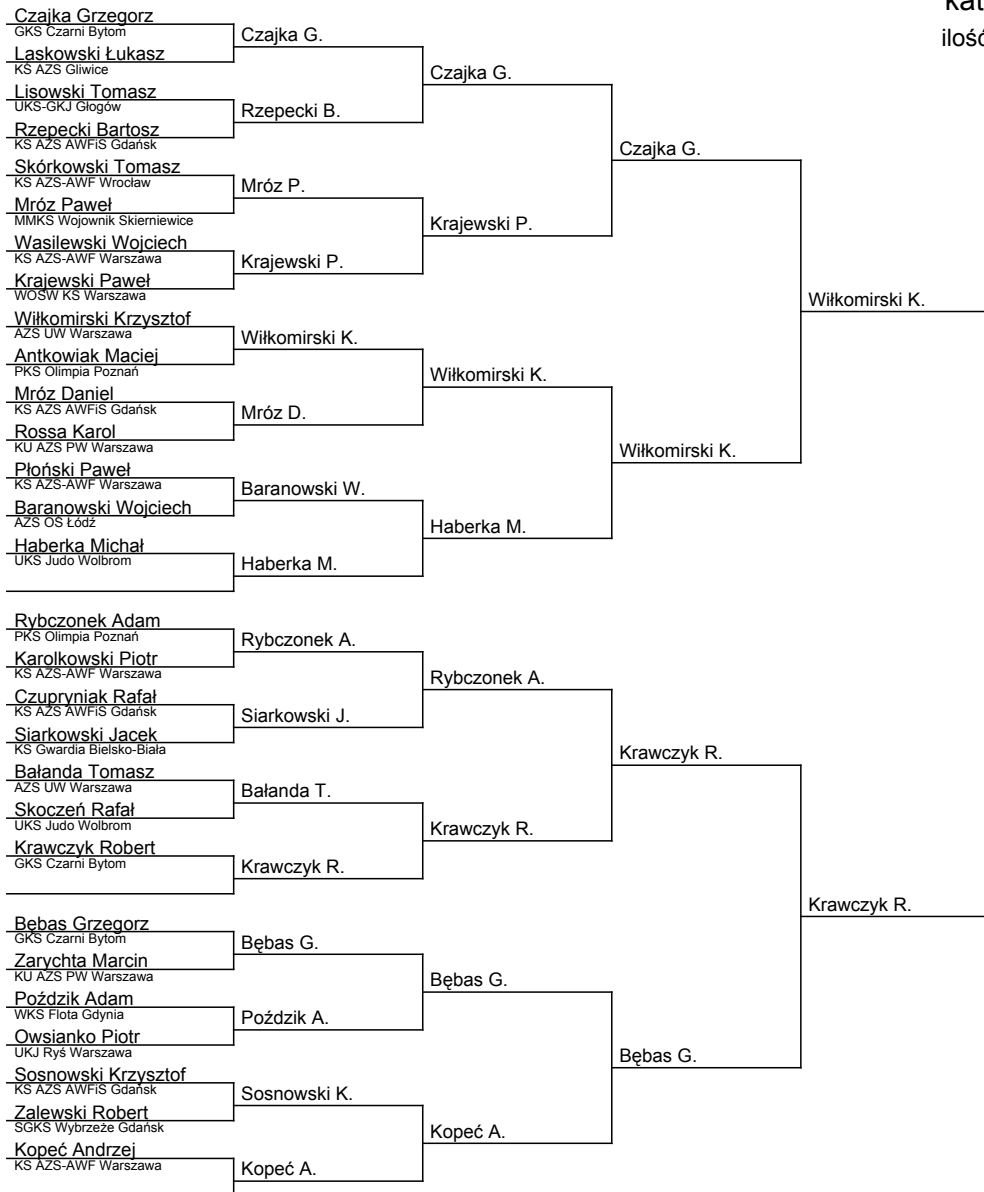 kat
ilość
Czajka Grzegorz
GKS Czarni Bytom
Laskowski Łukasz
KS AZS Gliwice
Lisowski Tomasz
UKS-GKJ Głogów
Rzepecki Bartosz
KS AZS AWFiS Gdańsk
Skórkowski Tomasz
KS AZS-AWF Wrocław
Mróz Paweł
MMKS Wojownik Skierniewice
Wasilewski Wojciech
KS AZS-AWF Warszawa
Krajewski Paweł
WOSW KS Warszawa
Wiłkomirski Krzysztof
AZS UW Warszawa
Antkowiak Maciej
PKS Olimpia Poznań
Mróz Daniel
KS AZS AWFiS Gdańsk
Rossa Karol
KU AZS PW Warszawa
Płoński Paweł
KS AZS-AWF Warszawa
Baranowski Wojciech
AZS OŚ Łódź
Haberka Michał
UKS Judo Wolbrom
Rybczonek Adam
PKS Olimpia Poznań
Karolkowski Piotr
KS AZS-AWF Warszawa
Czupryniak Rafał
KS AZS AWFiS Gdańsk
Siarkowski Jacek
KS Gwardia Bielsko-Biała
Bałanda Tomasz
AZS UW Warszawa
Skoczeń Rafał
UKS Judo Wolbrom
Krawczyk Robert
GKS Czarni Bytom
Bębas Grzegorz
GKS Czarni Bytom
Zarychta Marcin
KU AZS PW Warszawa
Poździk Adam
WKS Flota Gdynia
Owsianko Piotr
UKJ Ryś Warszawa
Sosnowski Krzysztof
KS AZS AWFiS Gdańsk
Zalewski Robert
SGKS Wybrzeże Gdańsk
Kopeć Andrzej
KS AZS-AWF Warszawa
Czajka G.
Rzepecki B.
Mróz P.
Krajewski P.
Wiłkomirski K.
Mróz D.
Baranowski W.
Haberka M.
Rybczonek A.
Siarkowski J.
Bałanda T.
Krawczyk R.
Bębas G.
Poździk A.
Sosnowski K.
Kopeć A.
Czajka G.
Krajewski P.
Wiłkomirski K.
Haberka M.
Rybczonek A.
Krawczyk R.
Bębas G.
Kopeć A.
Czajka G.
Wiłkomirski K.
Krawczyk R.
Bębas G.
Wiłkomirski K.
Krawczyk R.